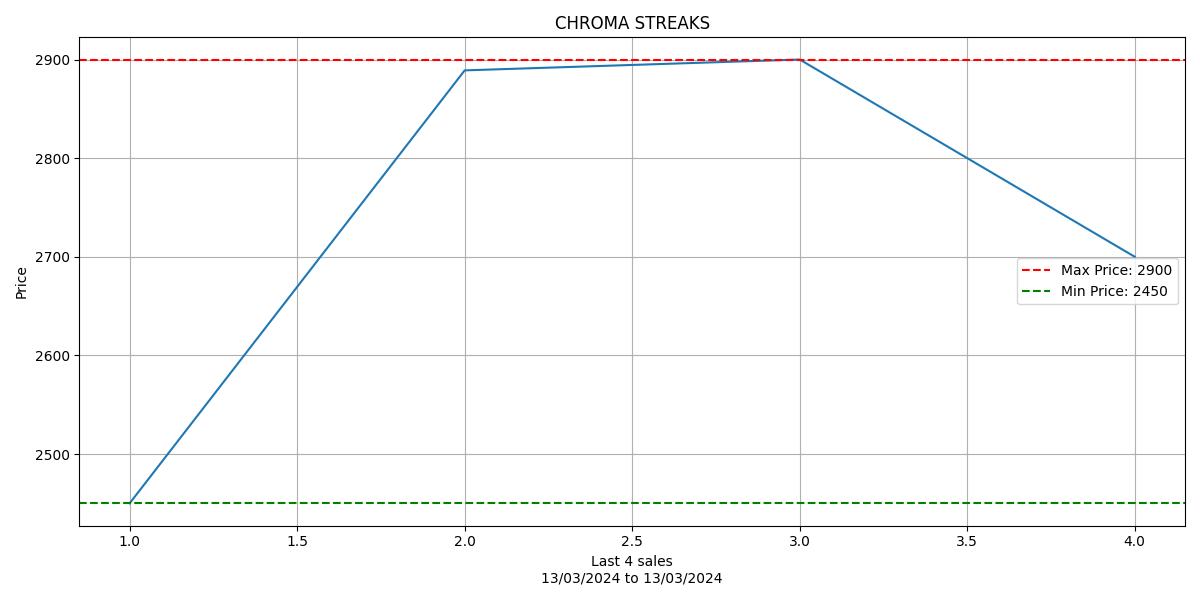 CHROMA STREAKS
2900
2800
2700
2600
2500
Price
Max Price: 2900
Min Price: 2450
1.0 1.5 2.0 2.5 3.0 3.5 4.0
Last 4 sales
13/03/2024 to 13/03/2024